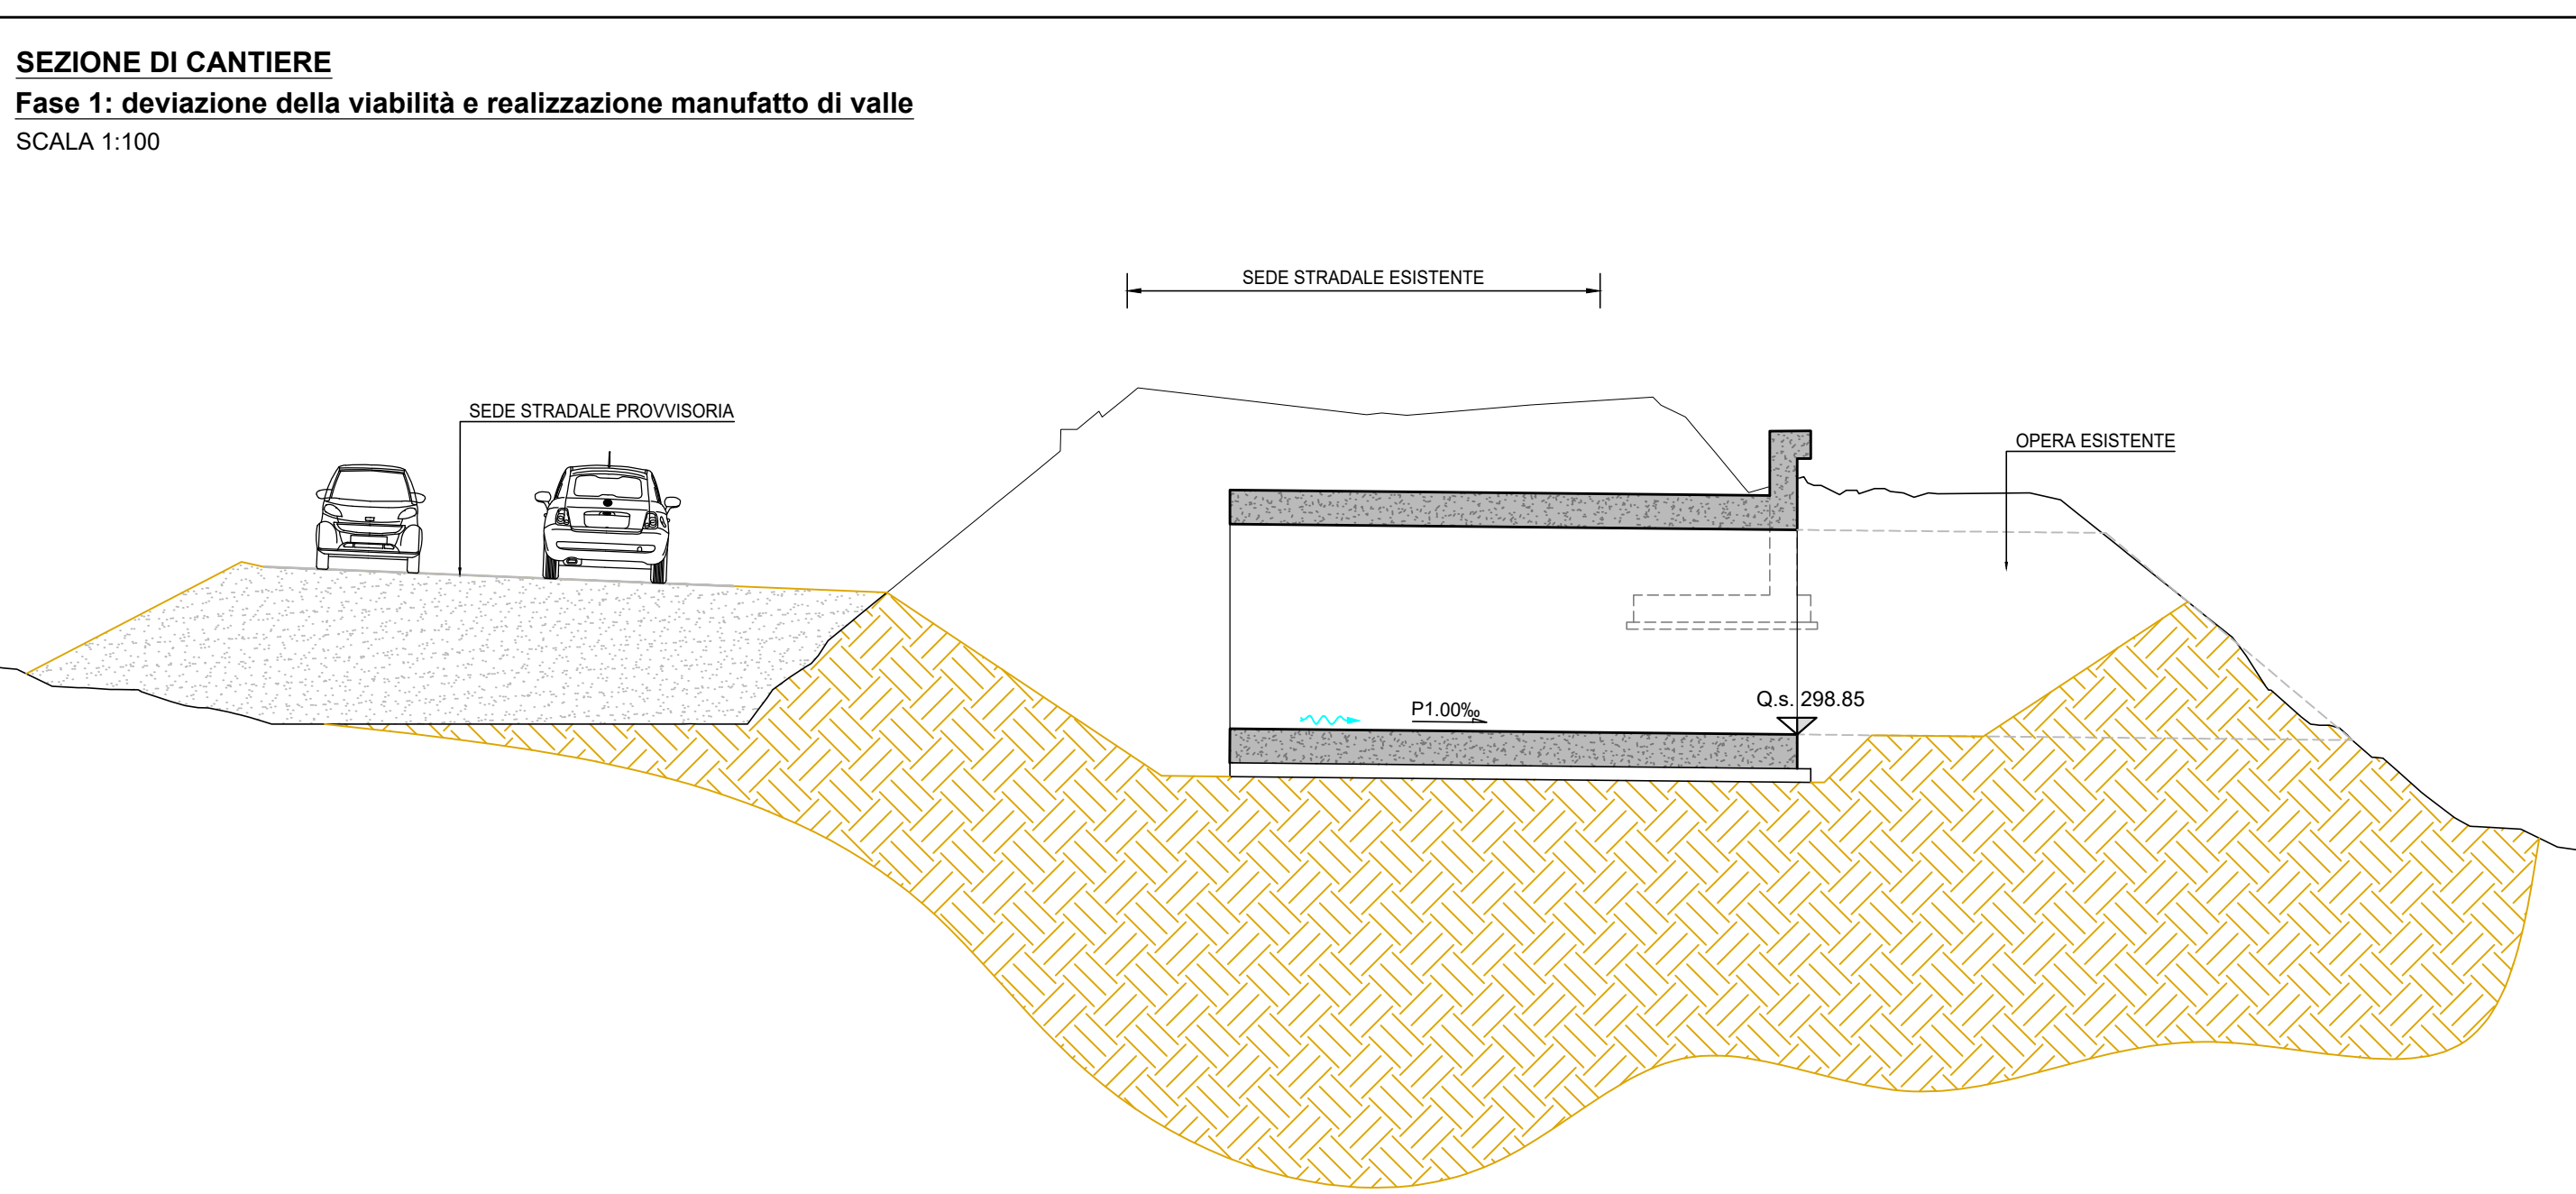 SEZIONE DI CANTIERE
Fase 1: deviazione della viabilità e realizzazione manufatto di valle
SCALA 1:100
SEDE STRADALE ESISTENTE
SEDE STRADALE PROVVISORIA
OPERA ESISTENTE
Q.s. 298.85
P1.00‰